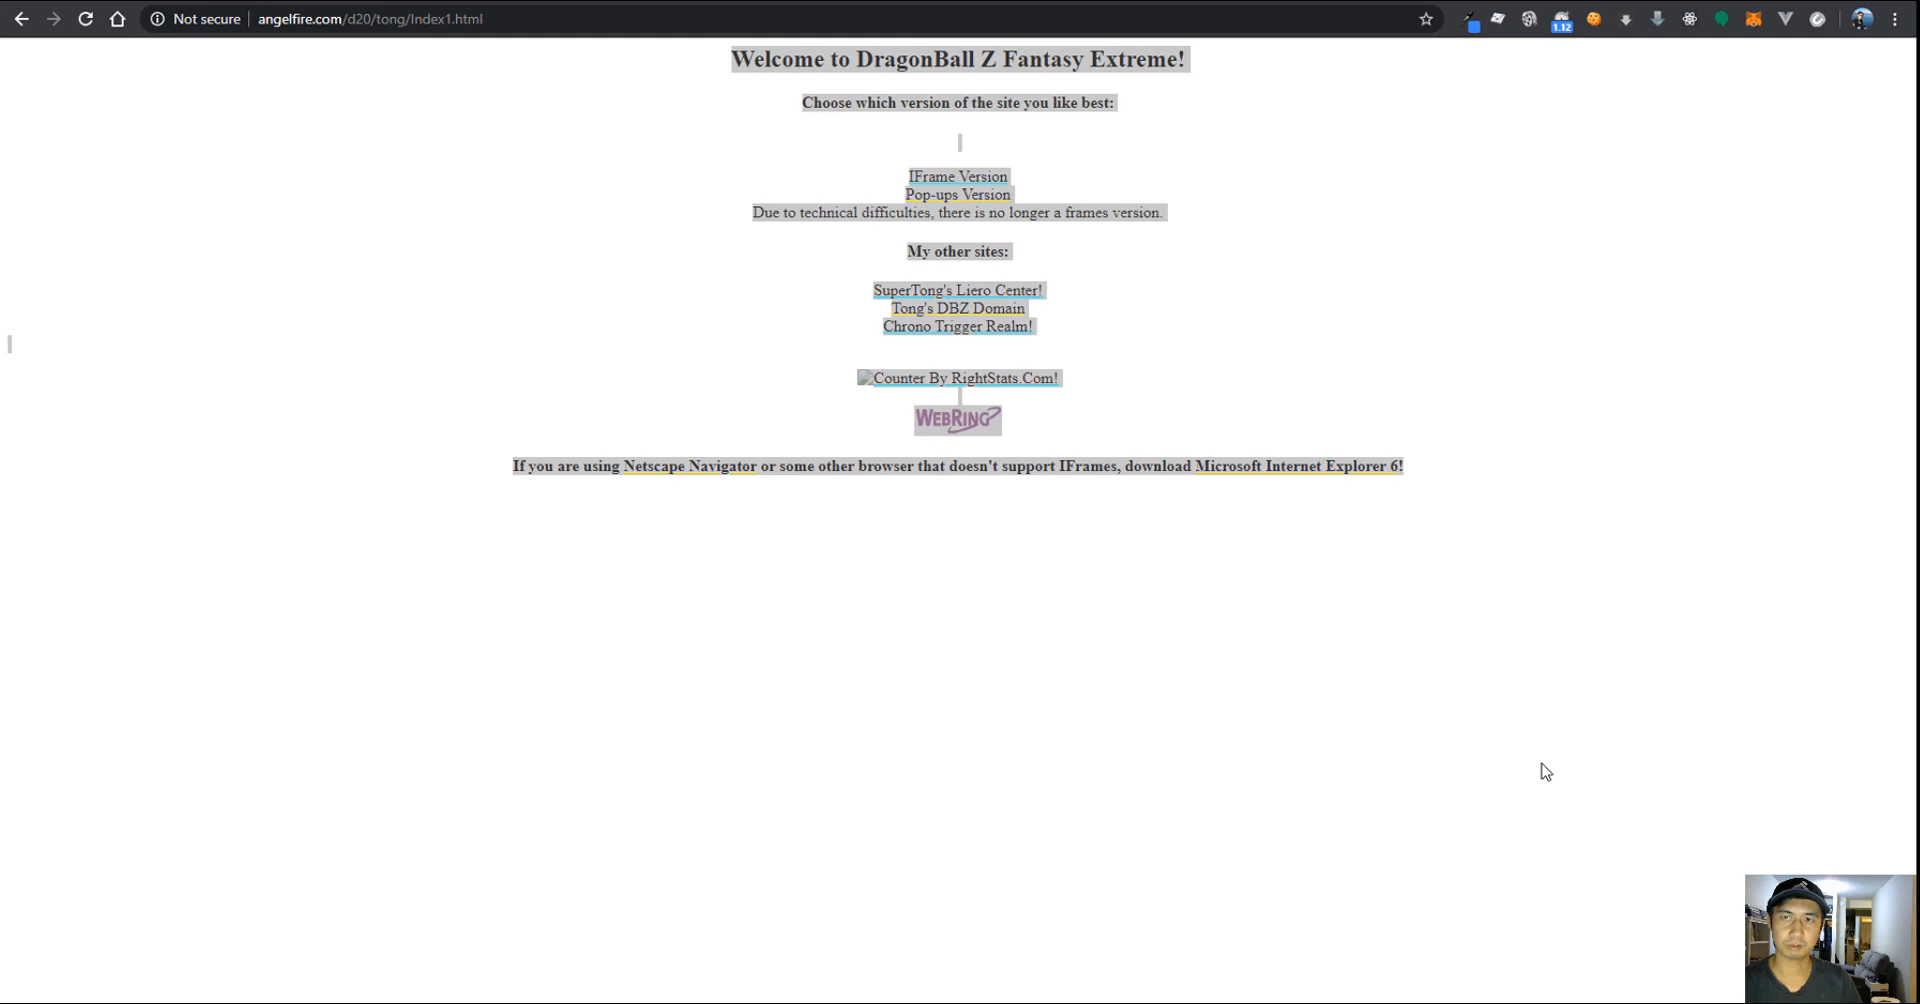 Not secure
angelfire.com/d20/tong/Index1.html
1.12
Welcome to DragonBall Z Fantasy Extreme!
Choose which version of the site you like best:
IFrame Version
Pop-ups Version
Due to technical difficulties, there is no longer a frames version.
My other sites:
SuperTong's Liero Center!
Tong's DBZ Domain
Chrono Trigger Realm!
Counter By RightStats.Com!
WEBRING
If you are using Netscape Navigator or some other browser that doesn't support IFrames, download Microsoft Internet Explorer 6!